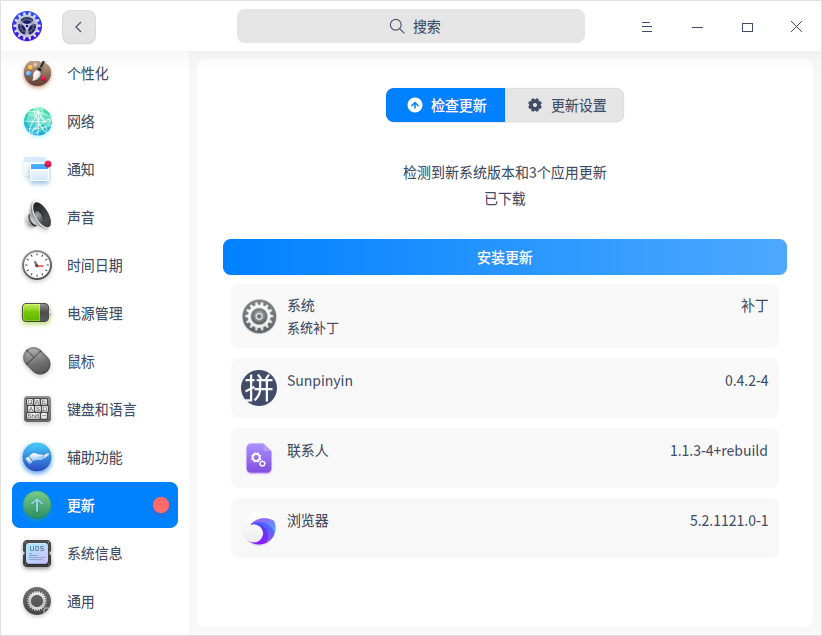 搜索
个性化
网络
通知
声音
时间日期
电源管理
鼠标
键盘和语言
辅助功能
更新
系统信息
通用
检查更新
更新设置
检测到新系统版本和3个应用更新
已下载
安装更新
系统
补丁
系统补丁
拼
Sunpinyin
0.4.2-4
联系人
1.1.3-4+rebuild
浏览器
5.2.1121.0-1
UOS